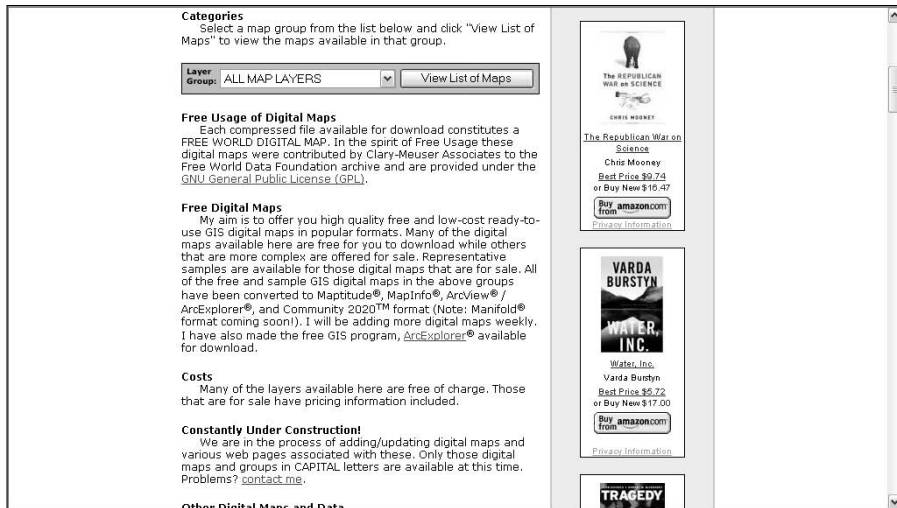 Categories
Select a map group from the list below and click "View List of
Maps" to view the maps available in that group.
Layer
Group:
ALL MAP LAYERS
View List of Maps
Free Usage of Digital Maps
Each compressed file available for download constitutes a
FREE WORLD DIGITAL MAP. In the spirit of Free Usage these
digital maps were contributed by Clary-Meuser Associates to the
Free World Data Foundation archive and are provided under the
GNU General Public License (GPL).
Free Digital Maps
My aim is to offer you high quality free and low-cost ready-to-
use GIS digital maps in popular formats. Many of the digital
maps available here are free for you to download while others
that are more complex are offered for sale. Representative
samples are available for those digital maps that are for sale. All
of the free and sample GIS digital maps in the above groups
have been converted to Maptitude®, MapInfo®, ArcView® /
ArcExplorer®, and Community 2020™ format (Note: Manifold®
format coming soon!). I will be adding more digital maps weekly.
I have also made the free GIS program, ArcExplorer® available
for download.
Costs
Many of the layers available here are free of charge. Those
that are for sale have pricing information included.
Constantly Under Construction!
We are in the process of adding/updating digital maps and
various web pages associated with these. Only those digital
maps and groups in CAPITAL letters are available at this time.
Problems? contact me.
Other Digital Maps and Data
The REPUBLICAN
WAR on SCIENCE
CHRIS MOONEY
The Republican War on
Science
Chris Mooney
Best Price $9.74
or Buy New $16.47
Buy from amazon.com
Privacy Information
VARDA
BURSTYN
WATER,
INC.
Water, Inc.
Varda Burstyn
Best Price $5.72
or Buy New $17.00
Buy from amazon.com
Privacy Information
TRAGEDY